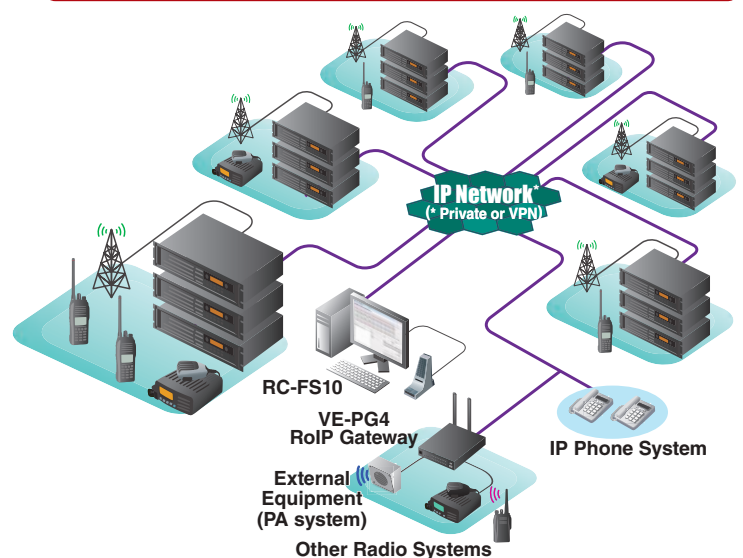 IP Network*
(* Private or VPN)
RC-FS10
VE-PG4
RoIP Gateway
IP Phone System
External
Equipment
(PA system)
Other Radio Systems